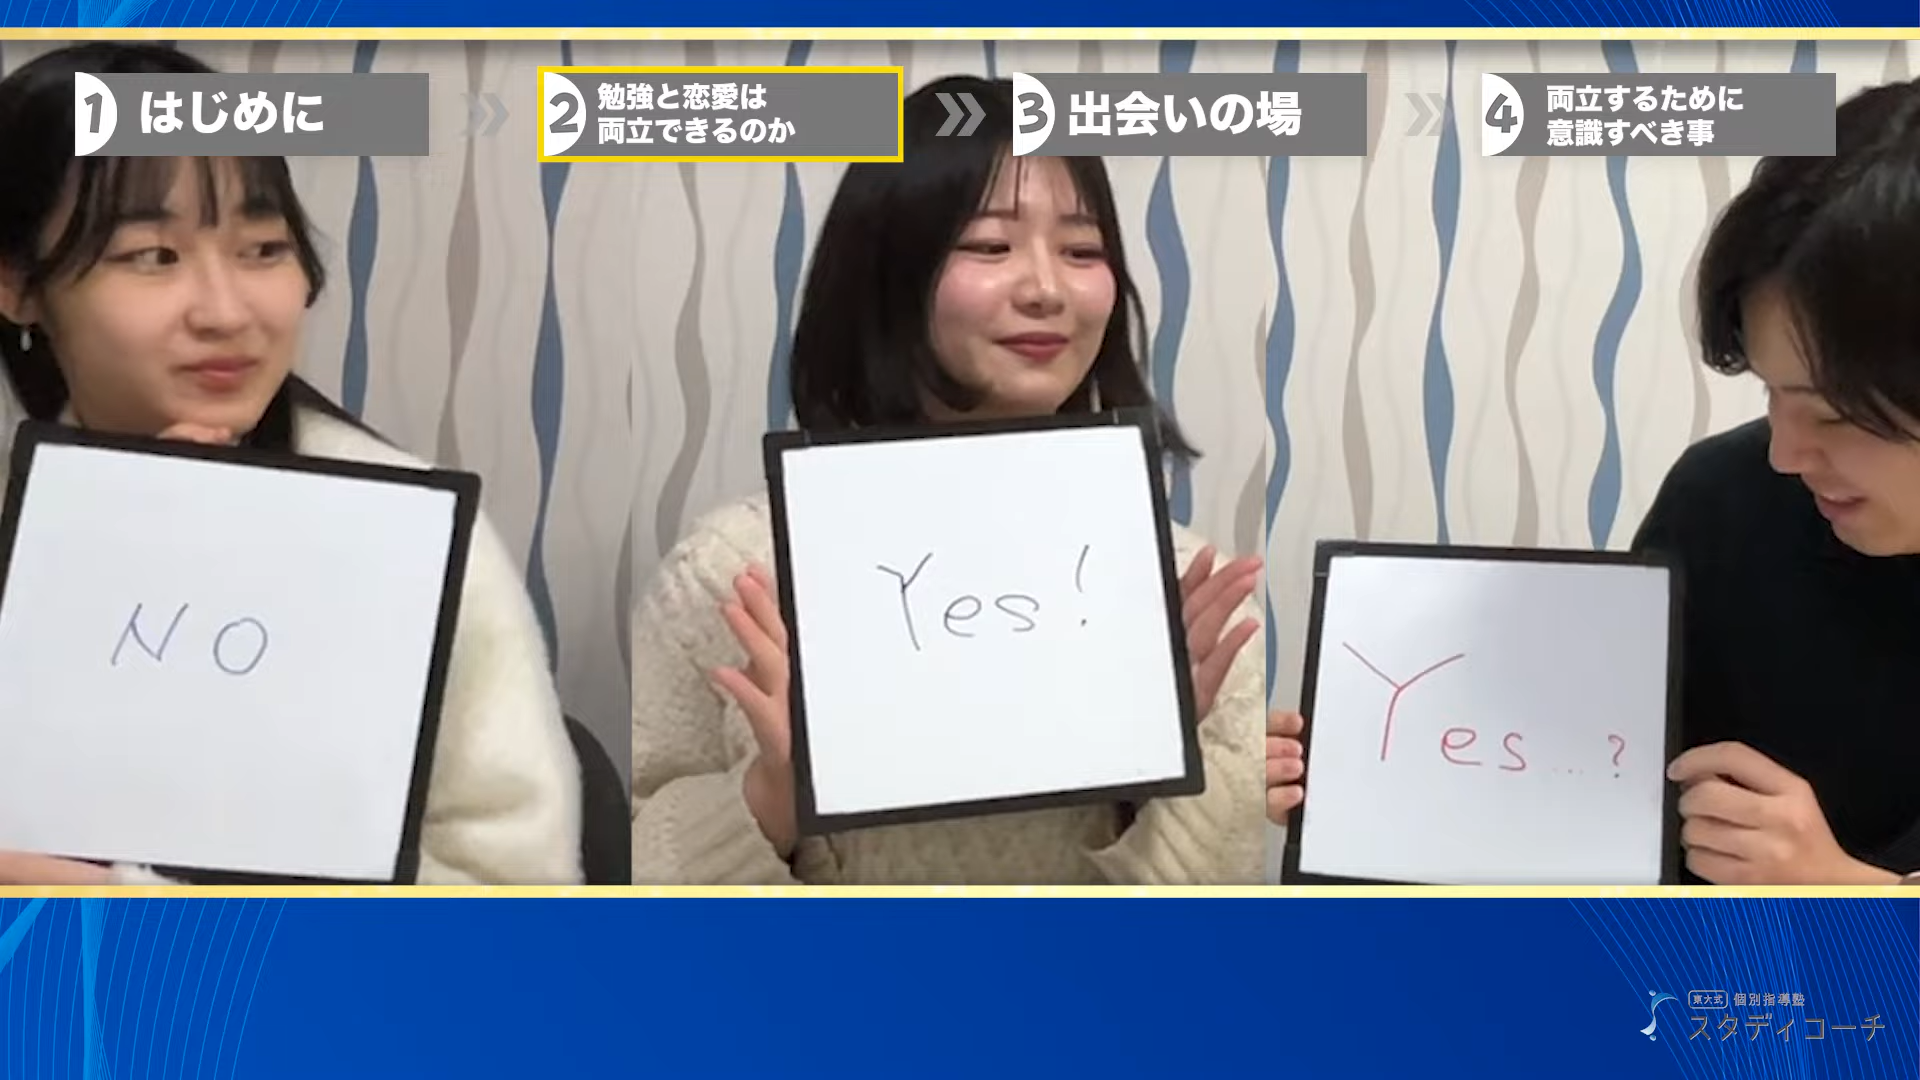 1 はじめに
2 勉強と恋愛は
両立できるのか
3 出会いの場
4 両立するために
意識すべき事
NO
Yes!
Yes...?
東大式 個別指導塾
スタディコーチ